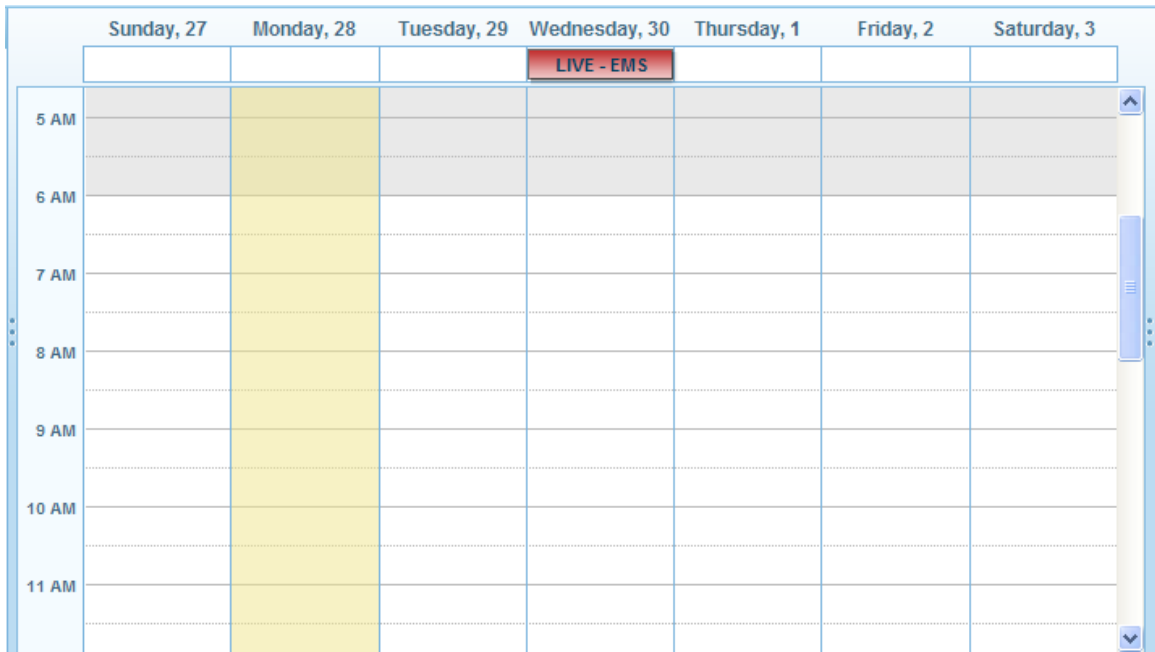 Sunday, 27 Monday, 28 Tuesday, 29 Wednesday, 30 Thursday, 1 Friday, 2 Saturday, 3
LIVE - EMS
5 AM
6 AM
7 AM
8 AM
9 AM
10 AM
11 AM